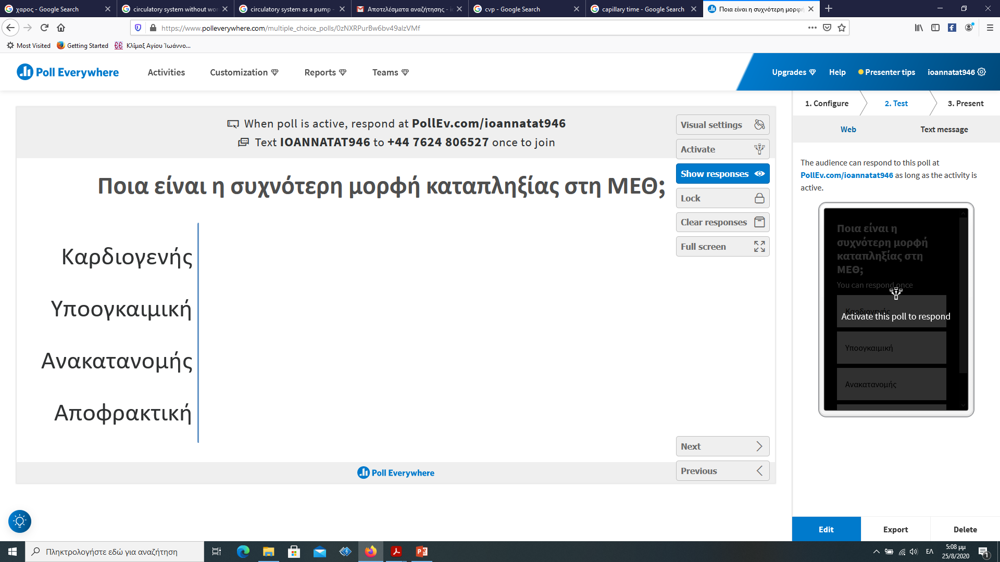 χαρος - Google Search
circulatory system without wor
circulatory system as a pump -
Αποτελέσματα αναζήτησης - i
cvp - Google Search
capillary time - Google Search
Ποια είναι η συχνότερη μορφή
https://www.polleverywhere.com/multiple_choice_polls/0zNXRPurBw6bv49alzVMf
Most Visited
Getting Started
Κλῖμαξ Αγίου Ἰωάννο...
Poll Everywhere
Activities
Customization
Reports
Teams
Upgrades
Help
Presenter tips
ioannatat946
1. Configure
2. Test
3. Present
Web
Text message
When poll is active, respond at PollEv.com/ioannatat946
Text IOANNATAT946 to +44 7624 806527 once to join
Ποια είναι η συχνότερη μορφή καταπληξίας στη ΜΕΘ;
Καρδιογενής
Υποογκαιμική
Ανακατανομής
Αποφρακτική
Visual settings
Activate
Show responses
Lock
Clear responses
Full screen
Next
Previous
Poll Everywhere
The audience can respond to this poll at
PollEv.com/ioannatat946 as long as the activity is
active.
Ποια είναι η
συχνότερη μορφή
καταπληξίας στη
ΜΕΘ;
You can respond once
Καρδιογενής
Activate this poll to respond
Υποογκαιμική
Ανακατανομής
Edit
Export
Delete
Πληκτρολογήστε εδώ για αναζήτηση
ΕΛ
5:08 μμ
25/8/2020
1